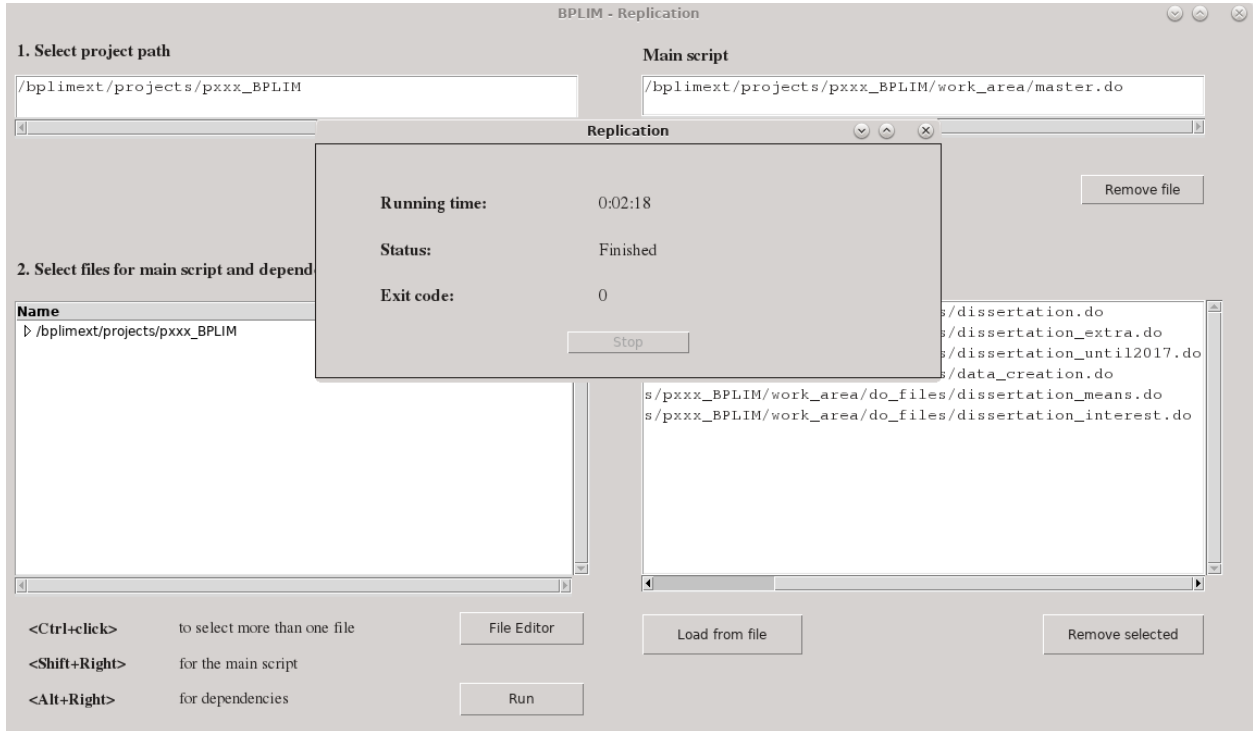 BPLIM - Replication
1. Select project path
/bplimext/projects/pxxx_BPLIM
Main script
/bplimext/projects/pxxx_BPLIM/work_area/master.do
Remove file
Replication
Running time: 0:02:18
Status: Finished
Exit code: 0
Stop
2. Select files for main script and depend
Name
/bplimext/projects/pxxx_BPLIM
s/dissertation.do
s/dissertation_extra.do
s/dissertation_until2017.do
s/data_creation.do
s/pxxx_BPLIM/work_area/do_files/dissertation_means.do
s/pxxx_BPLIM/work_area/do_files/dissertation_interest.do
<Ctrl+click> to select more than one file
<Shift+Right> for the main script
<Alt+Right> for dependencies
File Editor
Run
Load from file
Remove selected